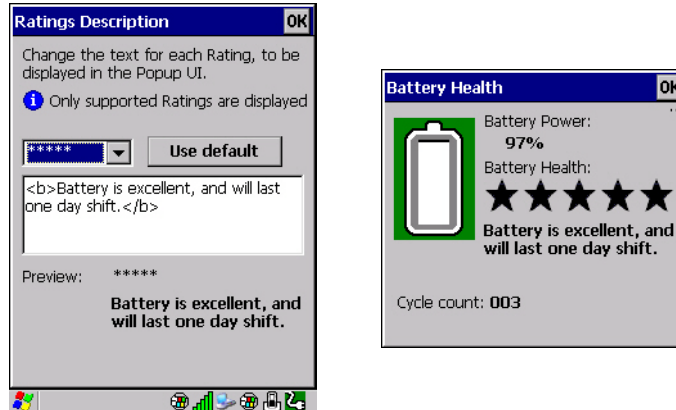 Ratings Description OK
Change the text for each Rating, to be
displayed in the Popup UI.
i Only supported Ratings are displayed
***** Use default
<b>Battery is excellent, and will last
one day shift.</b>
Preview: *****
Battery is excellent, and
will last one day shift.
Battery Health OK
Battery Power:
97%
Battery Health:
Battery is excellent, and
will last one day shift.
Cycle count: 003